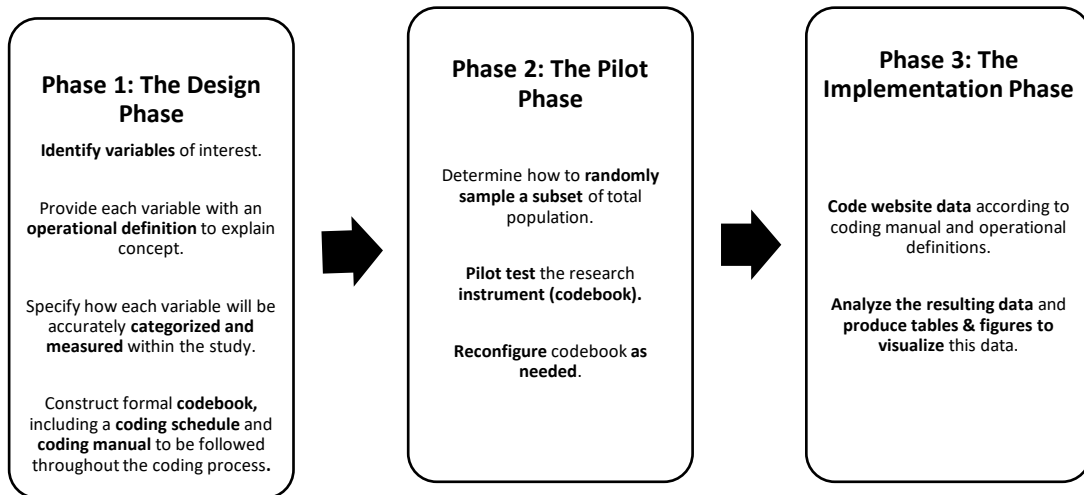 Phase 1: The Design
Phase
Identify variables of interest.
Provide each variable with an
operational definition to explain
concept.
Specify how each variable will be
accurately categorized and
measured within the study.
Construct formal codebook,
including a coding schedule and
coding manual to be followed
throughout the coding process.
Phase 2: The Pilot
Phase
Determine how to randomly
sample a subset of total
population.
Pilot test the research
instrument (codebook).
Reconfigure codebook as
needed.
Phase 3: The
Implementation Phase
Code website data according to
coding manual and operational
definitions.
Analyze the resulting data and
produce tables & figures to
visualize this data.